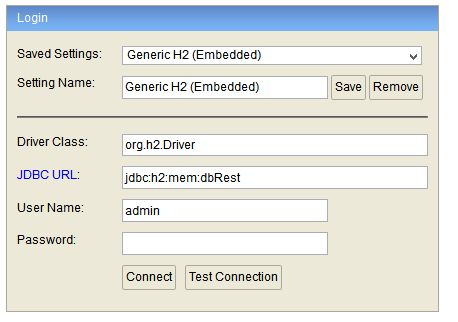 Login
Saved Settings: Generic H2 (Embedded)
Setting Name: Generic H2 (Embedded) Save Remove
Driver Class: org.h2.Driver
JDBC URL: jdbc:h2:mem:dbRest
User Name: admin
Password:
Connect Test Connection